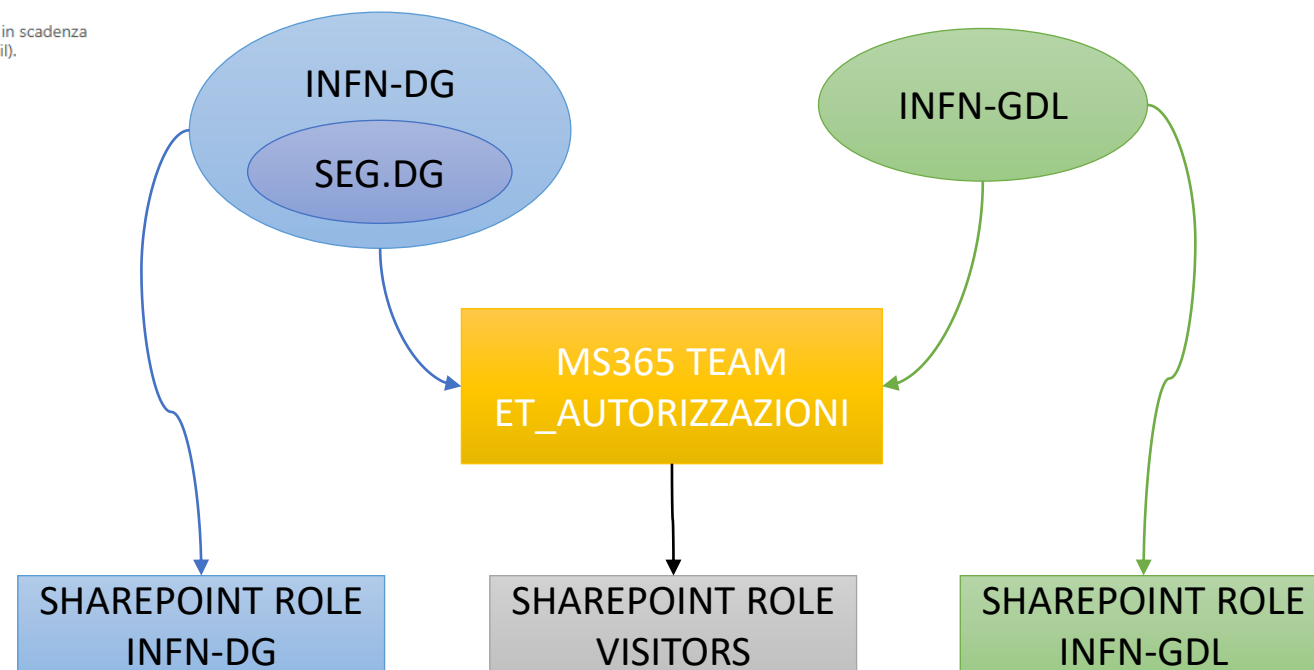 in scadenza
il).
INFN-DG
SEG.DG
INFN-GDL
MS365 TEAM
ET_AUTORIZZAZIONI
SHAREPOINT ROLE
INFN-DG
SHAREPOINT ROLE
VISITORS
SHAREPOINT ROLE
INFN-GDL